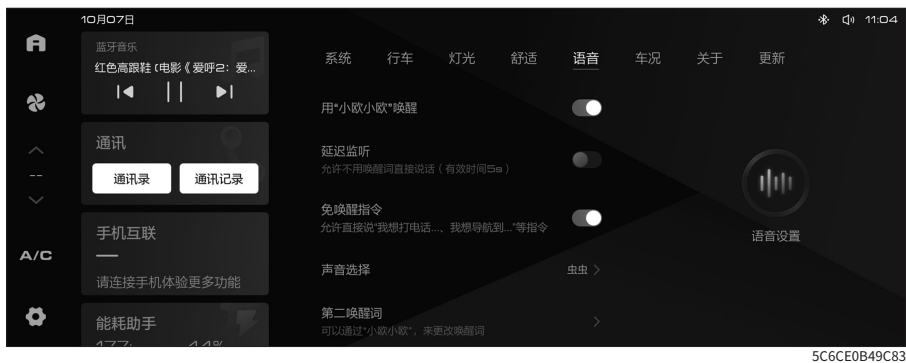 10月07日
11:04
蓝牙音乐
红色高跟鞋 (电影《爱呼2：爱...
通讯
通讯录 通讯记录
手机互联
请连接手机体验更多功能
能耗助手
--
A/C
系统 行车 灯光 舒适 语音 车况 关于 更新
用“小欧小欧”唤醒
延迟监听
允许不用唤醒词直接说话（有效时间5s）
免唤醒指令
允许直接说“我想打电话...、我想导航到...”等指令
声音选择 虫虫
第二唤醒词
可以通过“小欧小欧”，来更改唤醒词
语音设置
5C6CE0B49C83